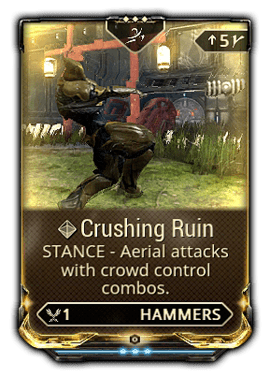 ↑5
Crushing Ruin
STANCE - Aerial attacks
with crowd control
combos.
1 HAMMERS